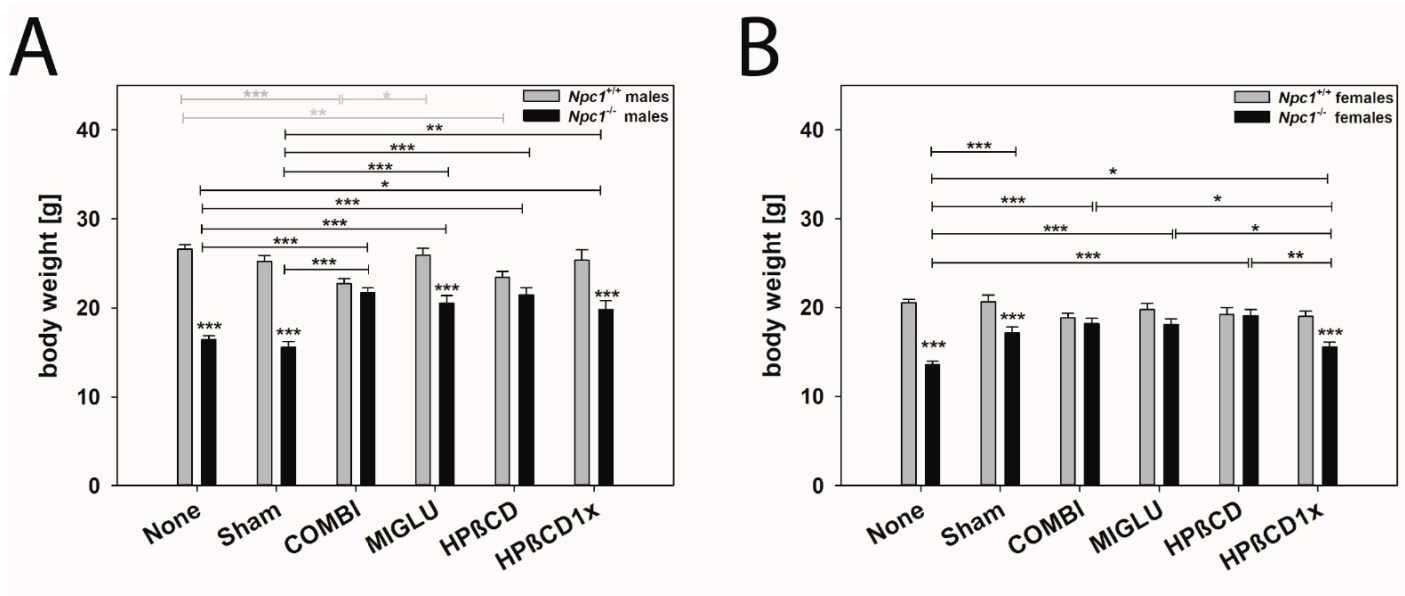 A
B
Npc1+/+ males
Npc1-/- males
Npc1+/+ females
Npc1-/- females
*** *
**
**
***
***
*
***
***
***
***
*** *** *** ***
***
*
*** *
*** *
*** **
*** *** ***
body weight [g]
40
30
20
10
0
None
Sham
COMBI
MIGLU
HPßCD
HPßCD1x
body weight [g]
40
30
20
10
0
None
Sham
COMBI
MIGLU
HPßCD
HPßCD1x